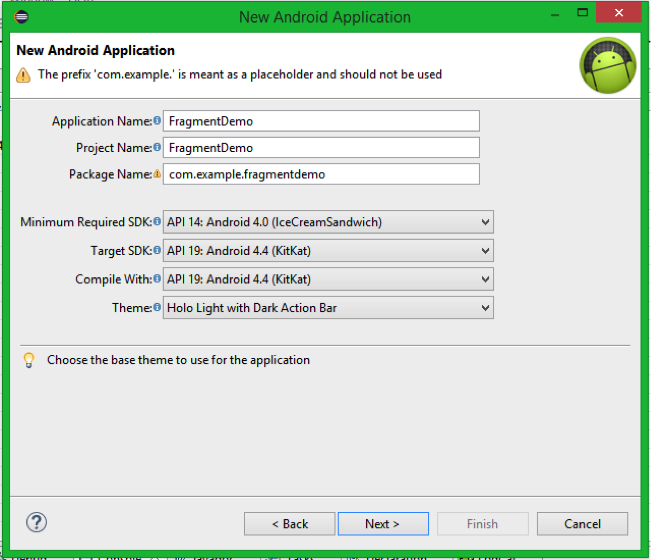 New Android Application
New Android Application
The prefix 'com.example.' is meant as a placeholder and should not be used
Application Name: FragmentDemo
Project Name: FragmentDemo
Package Name: com.example.fragmentdemo
Minimum Required SDK: API 14: Android 4.0 (IceCreamSandwich)
Target SDK: API 19: Android 4.4 (KitKat)
Compile With: API 19: Android 4.4 (KitKat)
Theme: Holo Light with Dark Action Bar
Choose the base theme to use for the application
? < Back Next > Finish Cancel